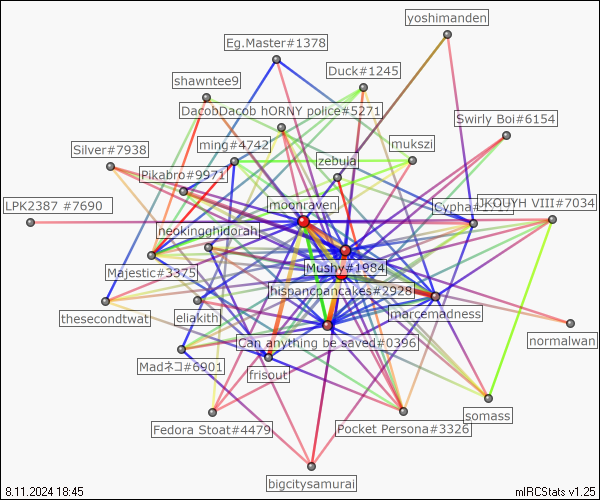 yoshimanden
Eg.Master#1378
Duck#1245
shawntee9
DacobDacob hORNY police#5271
Swirly Boi#6154
ming#4742
mukszi
Silver#7938
zebula
Pikabro#9971
LPK2387 #7690
moonraven
Cypha#
JKOUYH VIII#7034
neokingghidorah
Majestic#3375
Mushy#1984
hispancpancakes#2928
thesecondtwat
eliakith
marcemadness
Can anything be saved#0396
normalwan
Madネコ#6901
frisout
somass
Fedora Stoat#4479
Pocket Persona#3326
bigcitysamurai
8.11.2024 18:45
mIRCStats v1.25